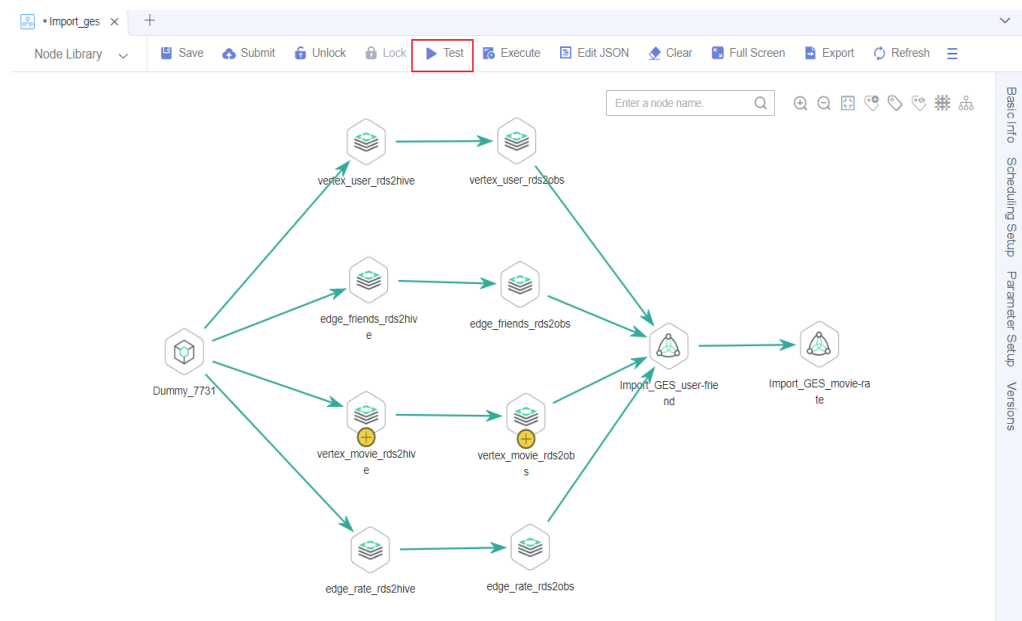 • Import_ges
Node Library
Save
Submit
Unlock
Lock
Test
Execute
Edit JSON
Clear
Full Screen
Export
Refresh
Enter a node name.
Basic Info
Scheduling Setup
Parameter Setup
Versions
vertex_user_rds2hive
vertex_user_rds2obs
edge_friends_rds2hiv
e
edge_friends_rds2obs
Dummy_7731
Import_GES_user-frie
nd
Import_GES_movie-ra
te
vertex_movie_rds2hiv
e
vertex_movie_rds2ob
s
edge_rate_rds2hive
edge_rate_rds2obs